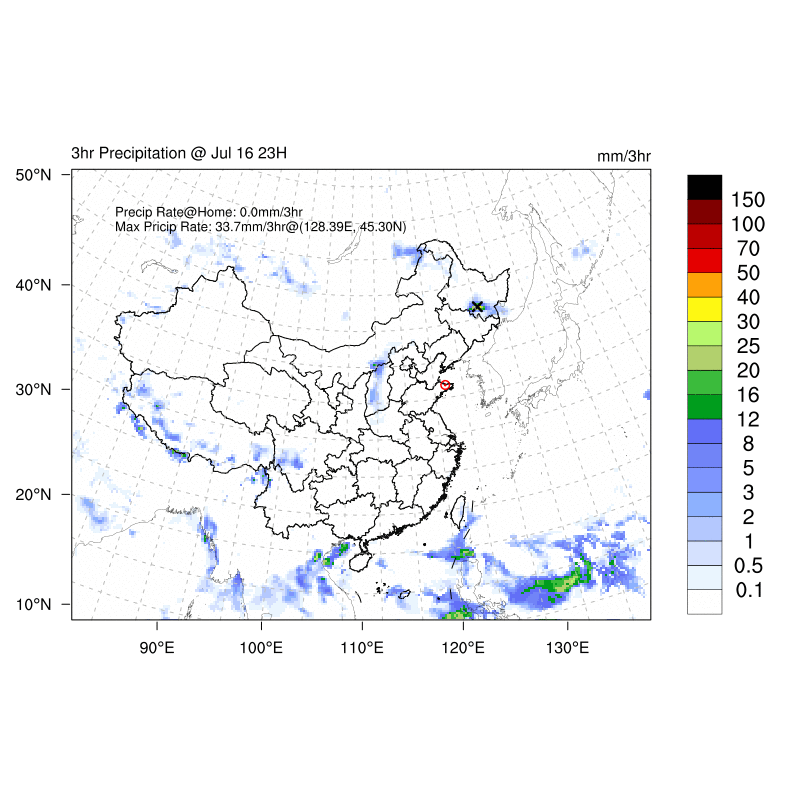 3hr Precipitation @ Jul 16 23H
mm/3hr
Precip Rate@Home: 0.0mm/3hr
Max Pricip Rate: 33.7mm/3hr@(128.39E, 45.30N)
50°N
40°N
30°N
20°N
10°N
90°E
100°E
110°E
120°E
130°E
150
100
70
50
40
30
25
20
16
12
8
5
3
2
1
0.5
0.1